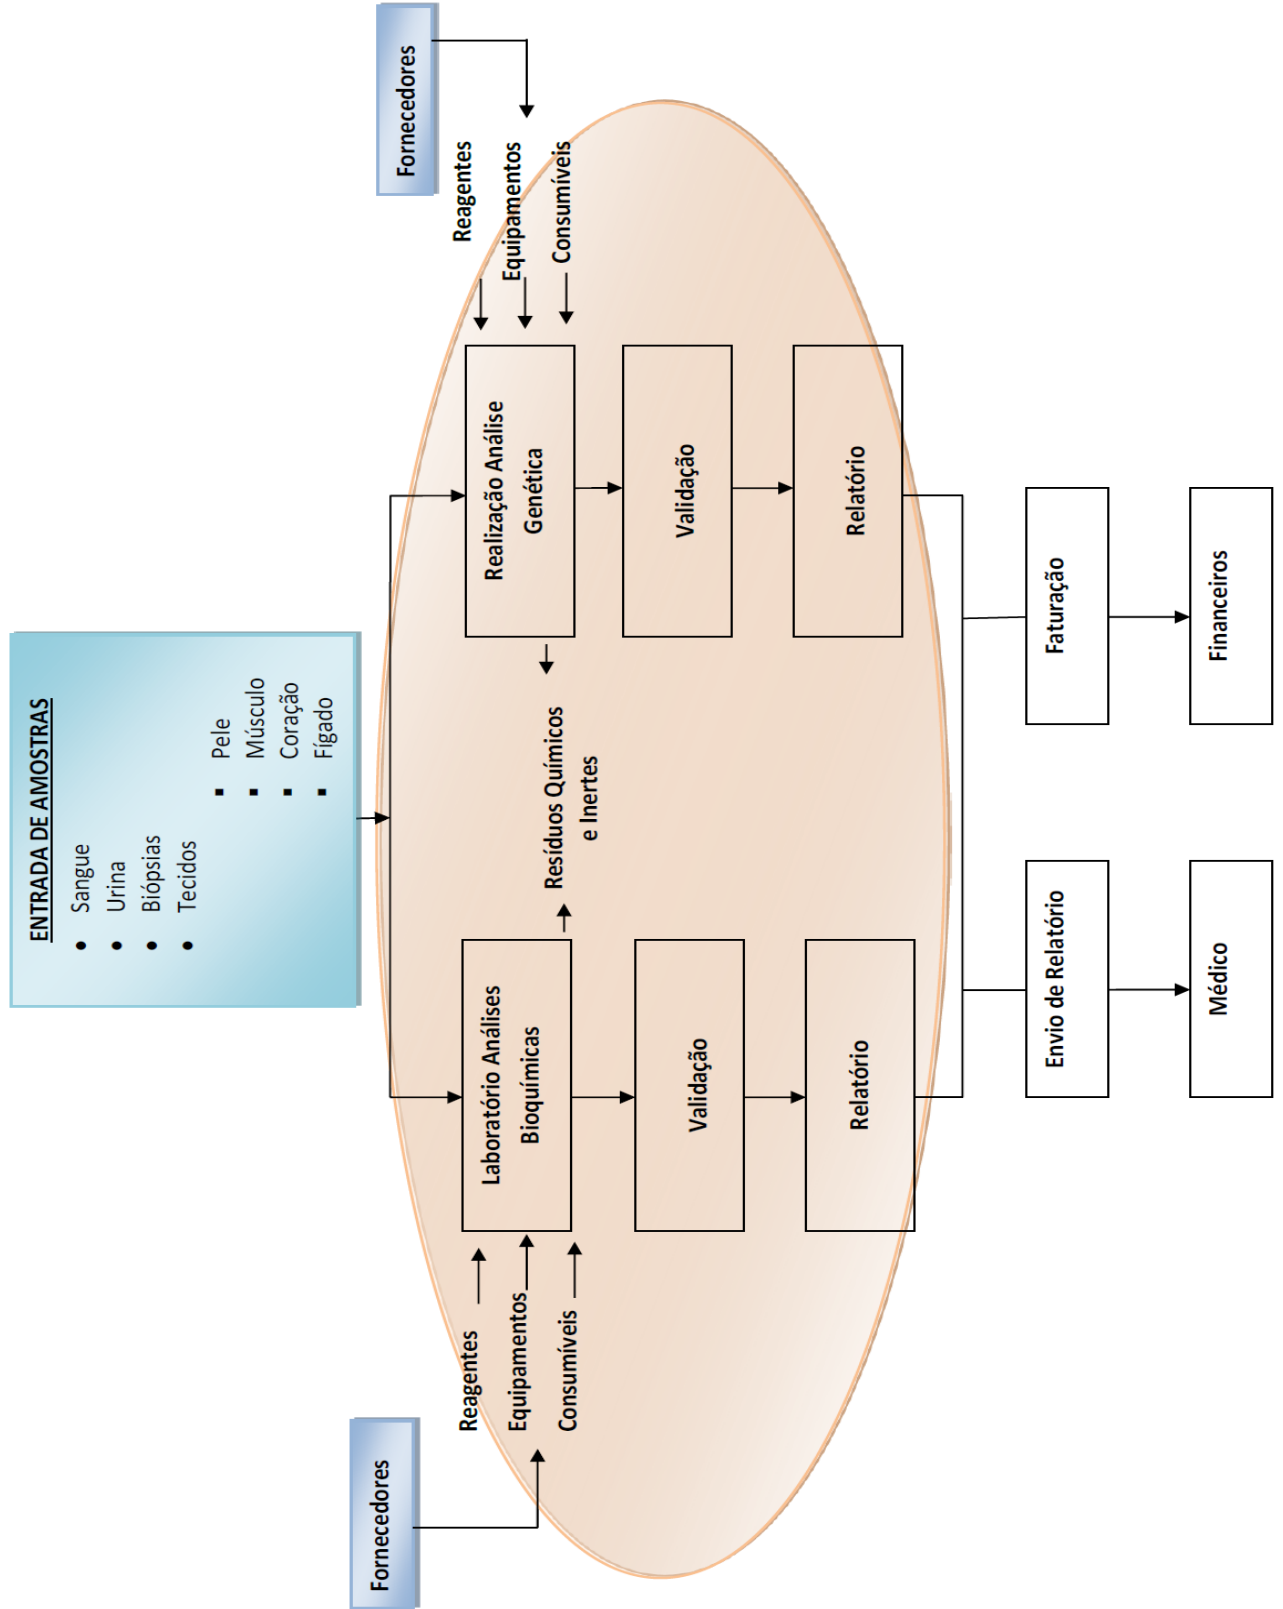 ENTRADA DE AMOSTRAS
• Sangue
• Urina
• Biópsias
• Tecidos
▪ Pele
▪ Músculo
▪ Coração
▪ Fígado
Fornecedores
Fornecedores
Reagentes
Equipamentos
Consumíveis
Laboratório Análises
Bioquímicas
Resíduos Químicos
e Inertes
Realização Análise
Genética
Reagentes
Equipamentos
Consumíveis
Validação
Validação
Relatório
Relatório
Envio de Relatório
Faturação
Médico
Financeiros